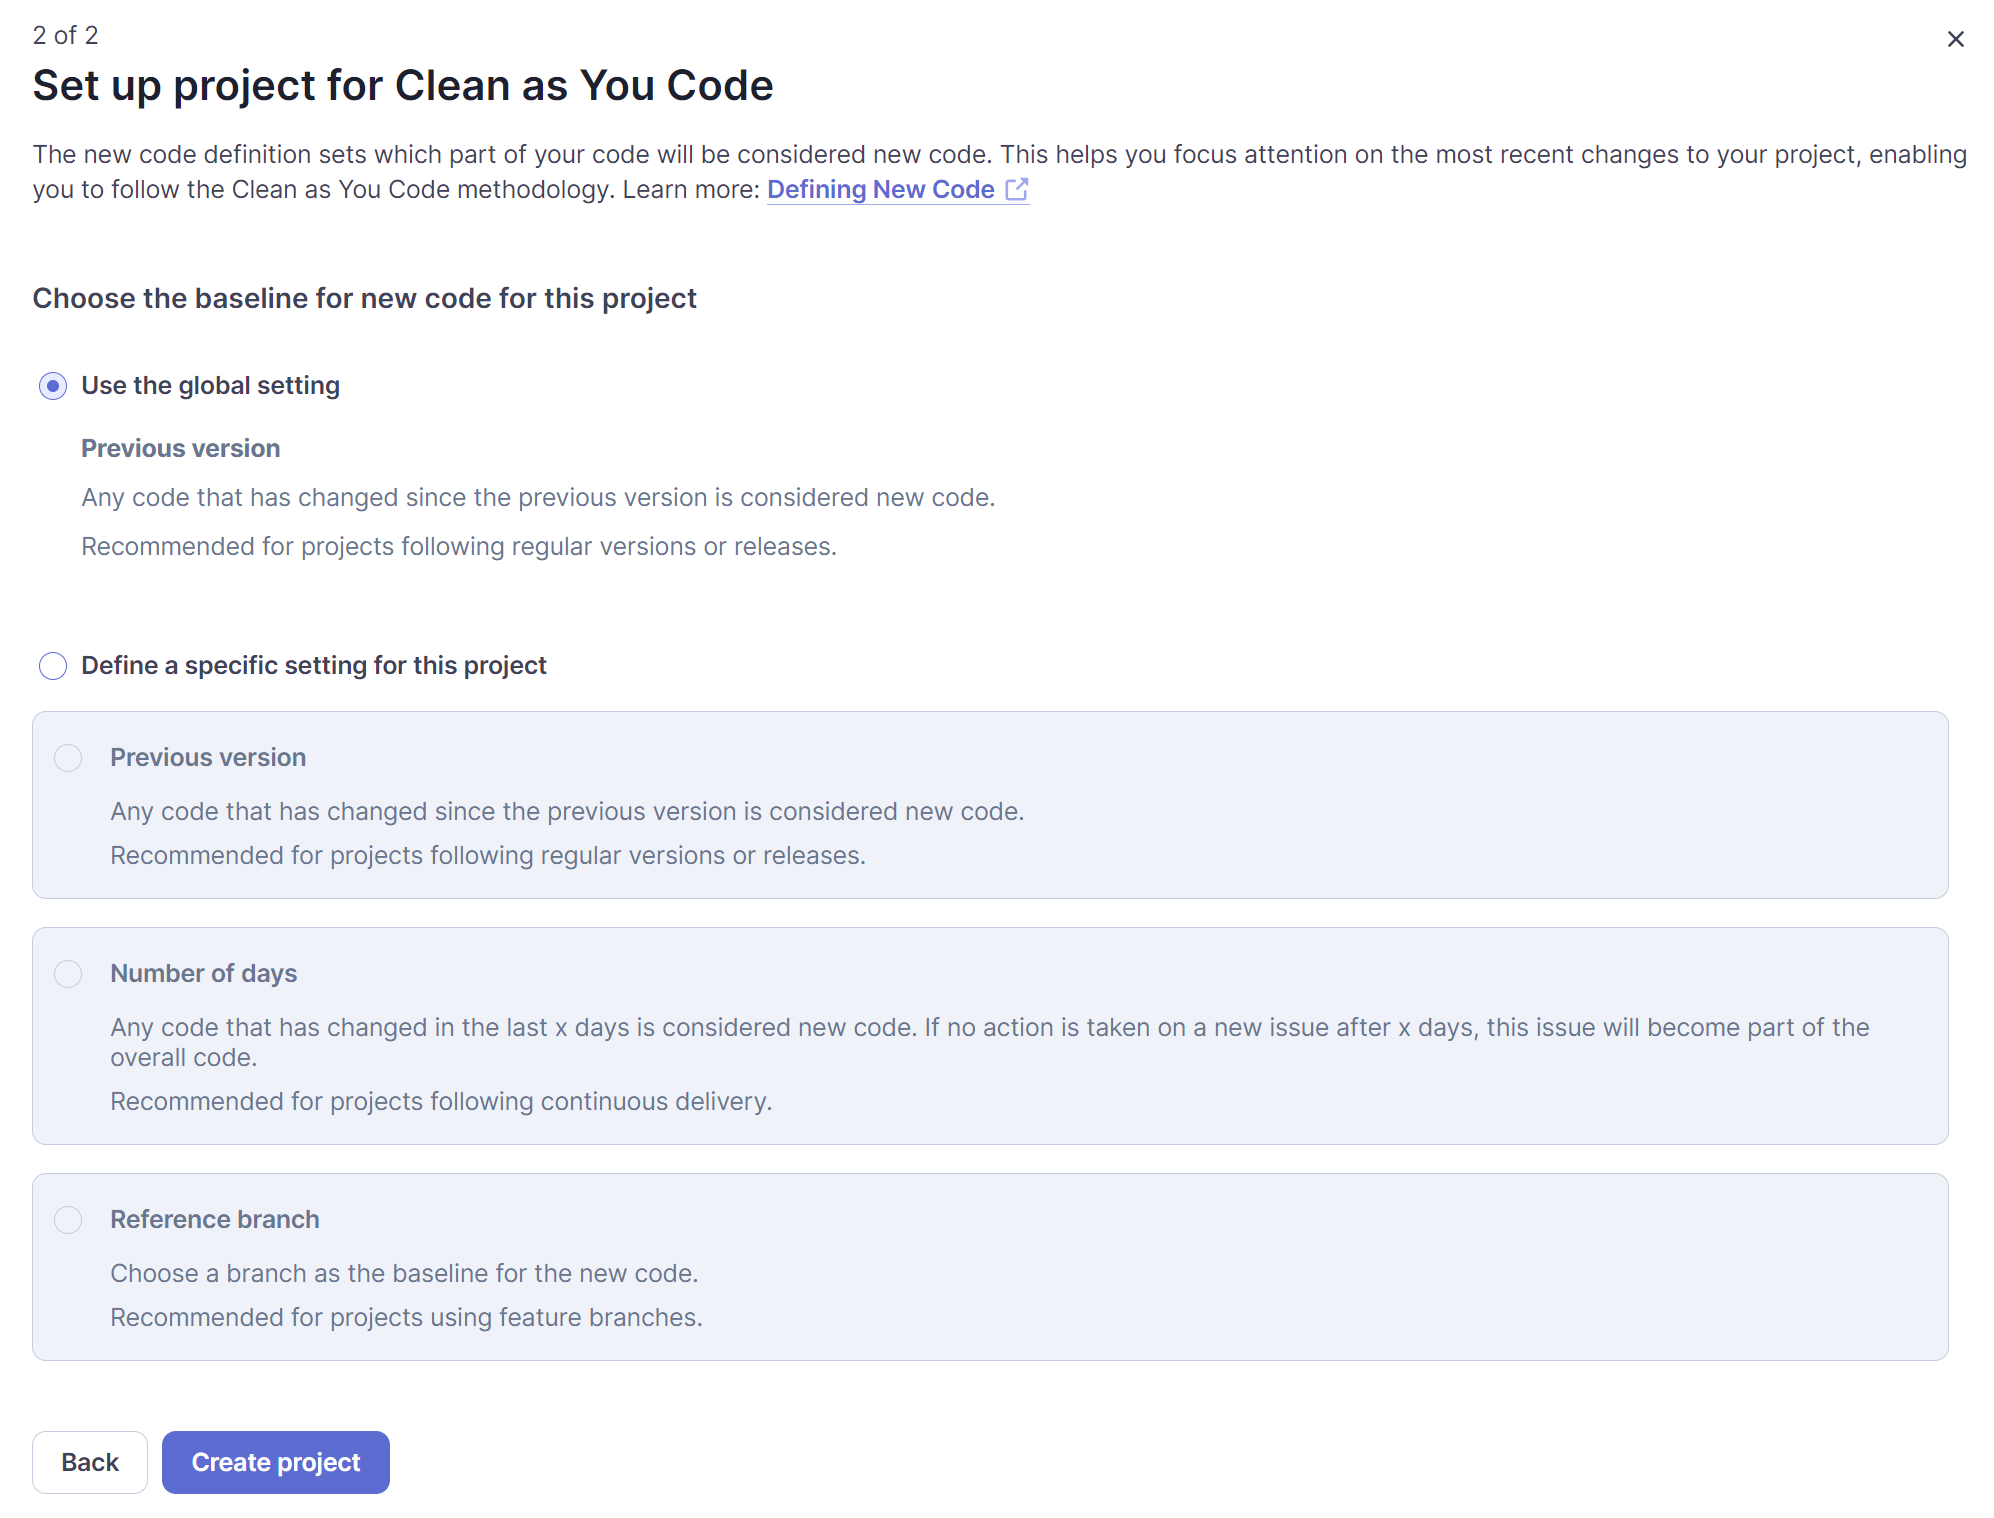 2 of 2
Set up project for Clean as You Code
The new code definition sets which part of your code will be considered new code. This helps you focus attention on the most recent changes to your project, enabling
you to follow the Clean as You Code methodology. Learn more: Defining New Code
Choose the baseline for new code for this project
Use the global setting
Previous version
Any code that has changed since the previous version is considered new code.
Recommended for projects following regular versions or releases.
Define a specific setting for this project
Previous version
Any code that has changed since the previous version is considered new code.
Recommended for projects following regular versions or releases.
Number of days
Any code that has changed in the last x days is considered new code. If no action is taken on a new issue after x days, this issue will become part of the
overall code.
Recommended for projects following continuous delivery.
Reference branch
Choose a branch as the baseline for the new code.
Recommended for projects using feature branches.
Back
Create project